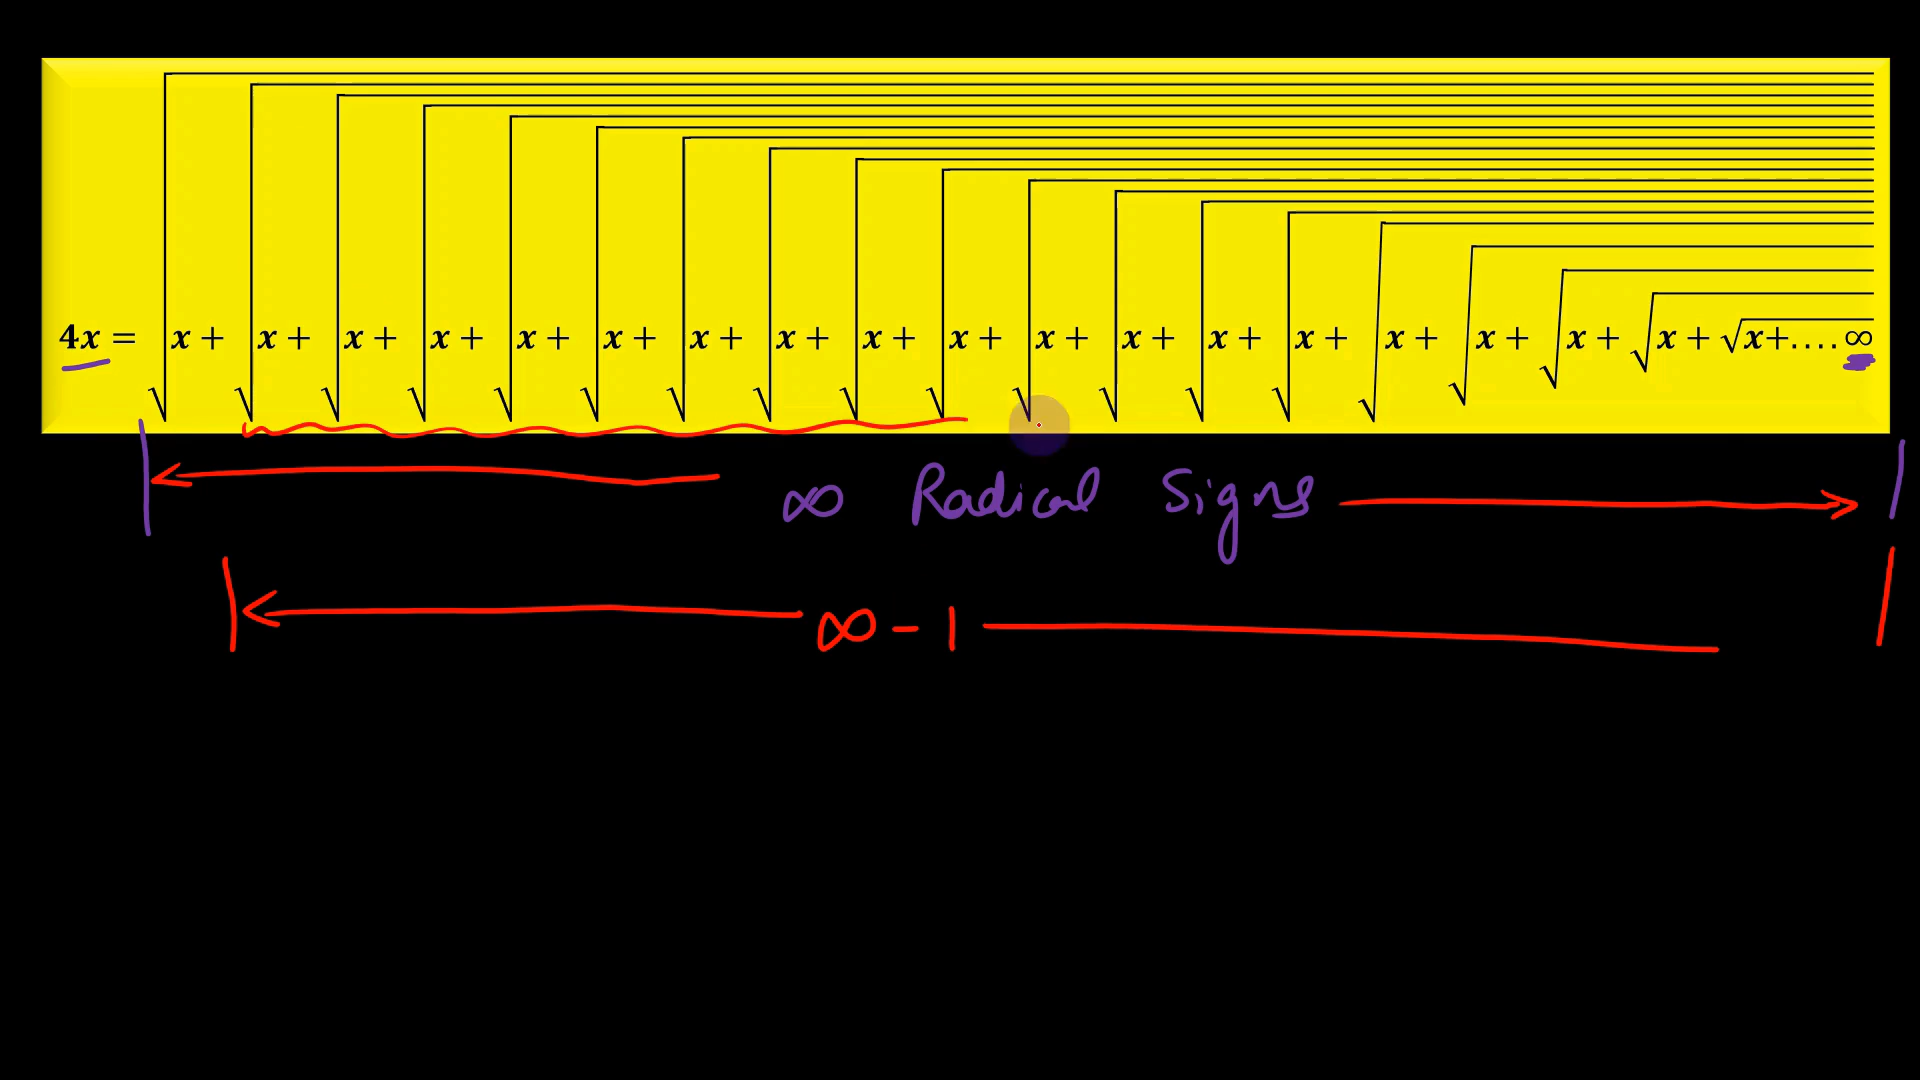 4x = √x + √x + √x + √x + √x + √x + √x + √x + √x + √x + √x + √x + √x + √x + √x + √x + √x + √x + √x+....∞
∞ Radical Signs
∞ - 1